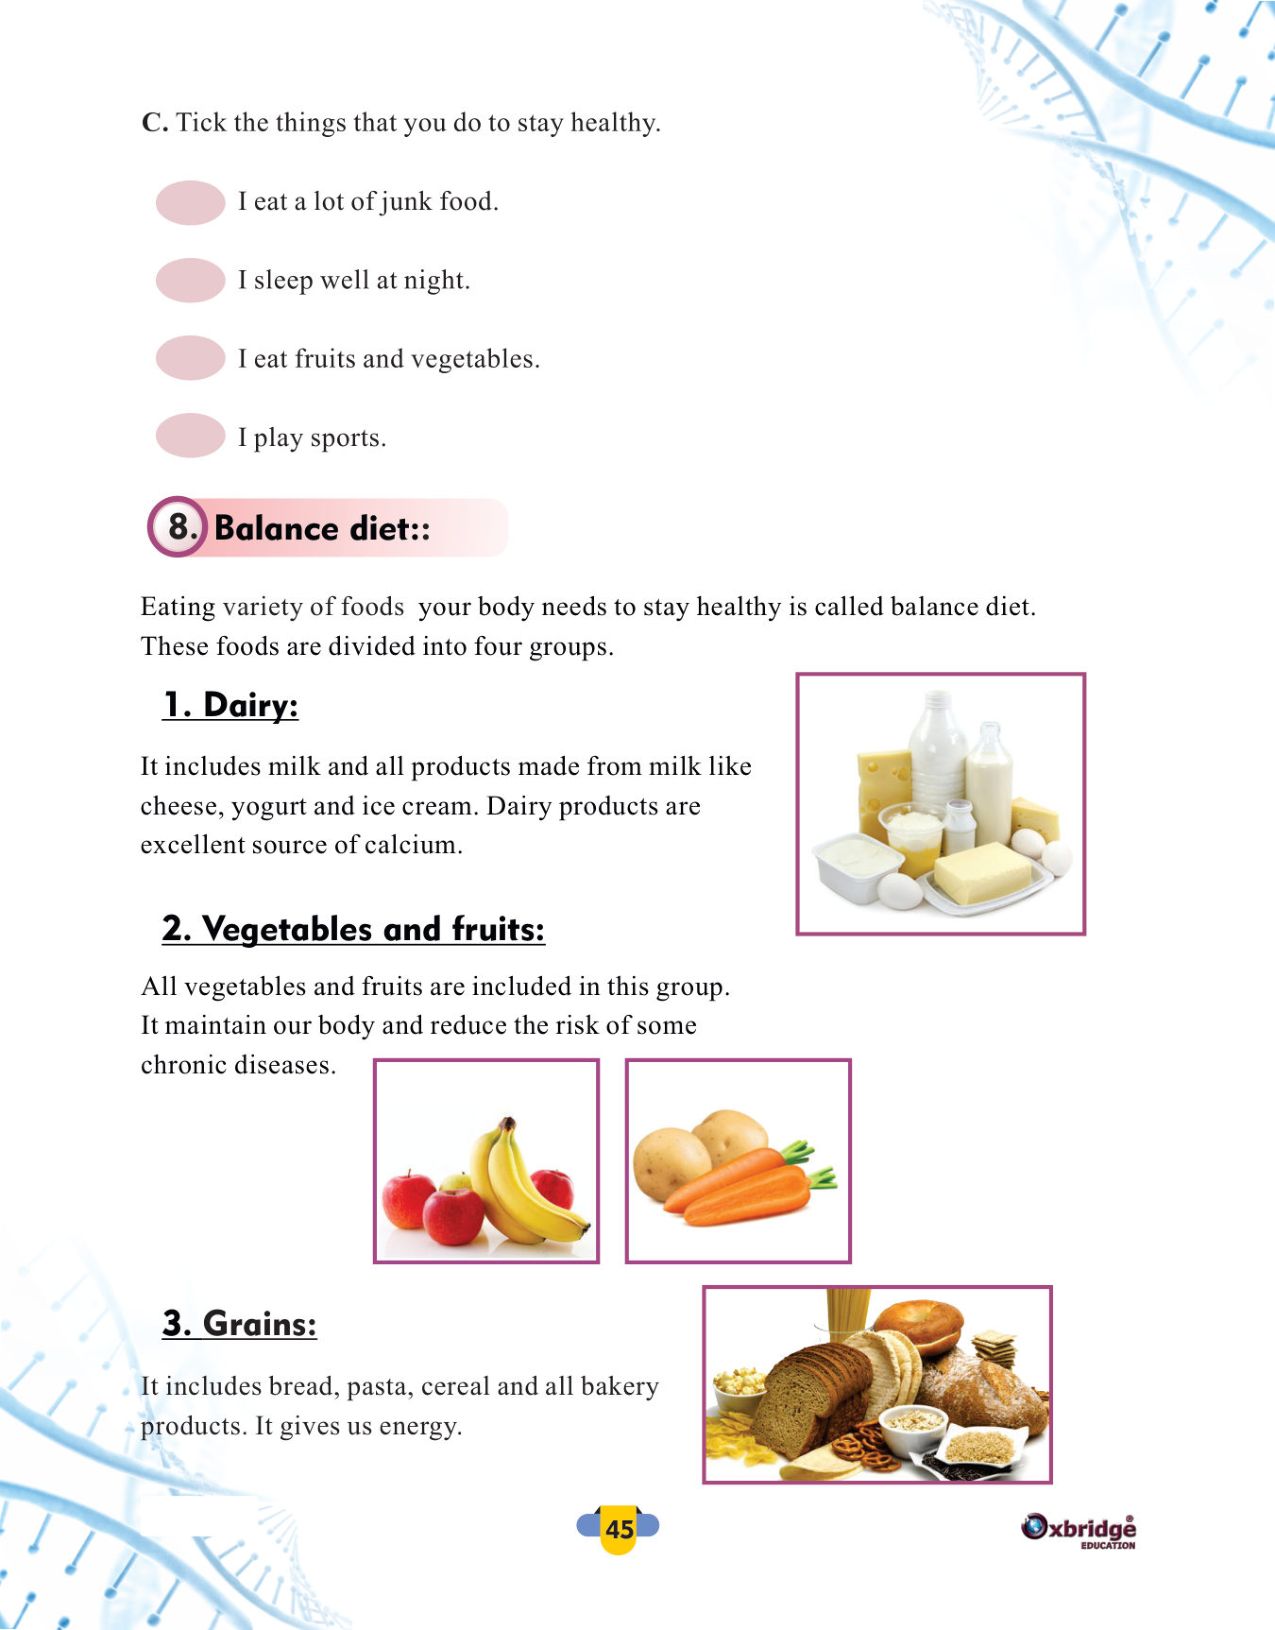 C. Tick the things that you do to stay healthy.
I eat a lot of junk food.
I sleep well at night.
I eat fruits and vegetables.
I play sports.
8. Balance diet::
Eating variety of foods your body needs to stay healthy is called balance diet.
These foods are divided into four groups.
1. Dairy:
It includes milk and all products made from milk like
cheese, yogurt and ice cream. Dairy products are
excellent source of calcium.
2. Vegetables and fruits:
All vegetables and fruits are included in this group.
It maintain our body and reduce the risk of some
chronic diseases.
3. Grains:
It includes bread, pasta, cereal and all bakery
products. It gives us energy.
45
Oxbridge®
EDUCATION